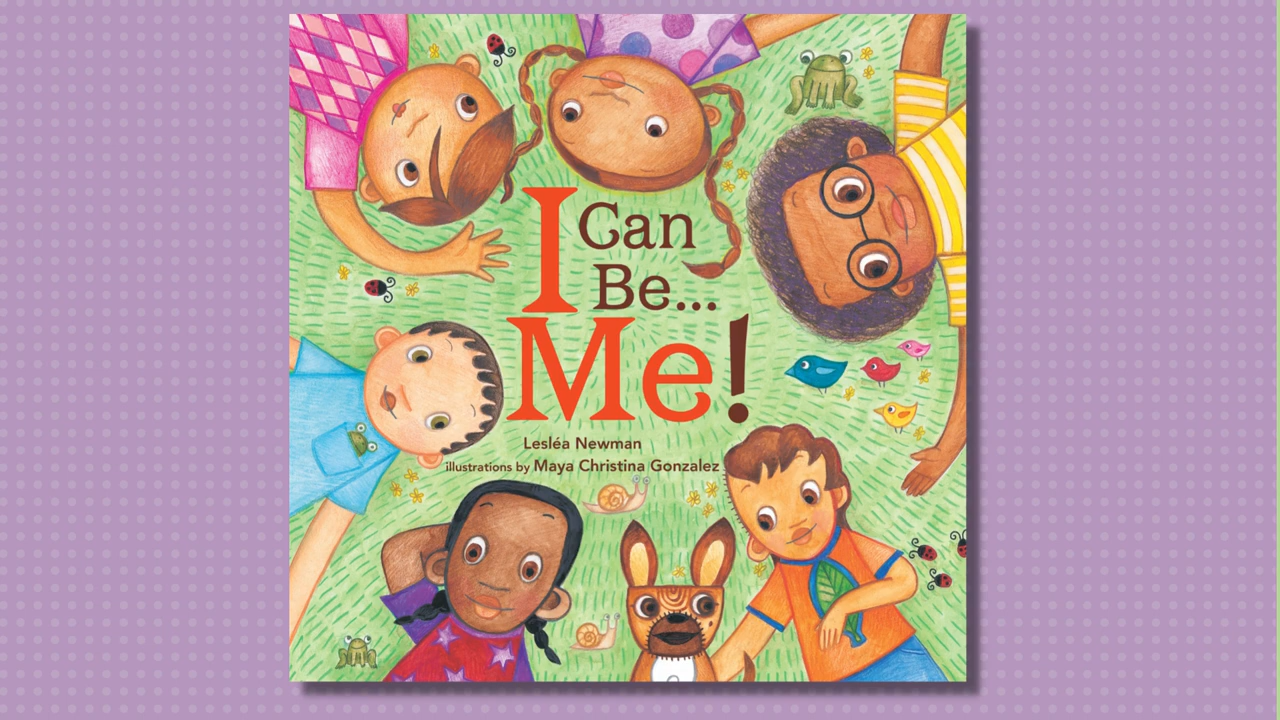 I Can
Be...
Me!
Lesléa Newman
illustrations by Maya Christina Gonzalez